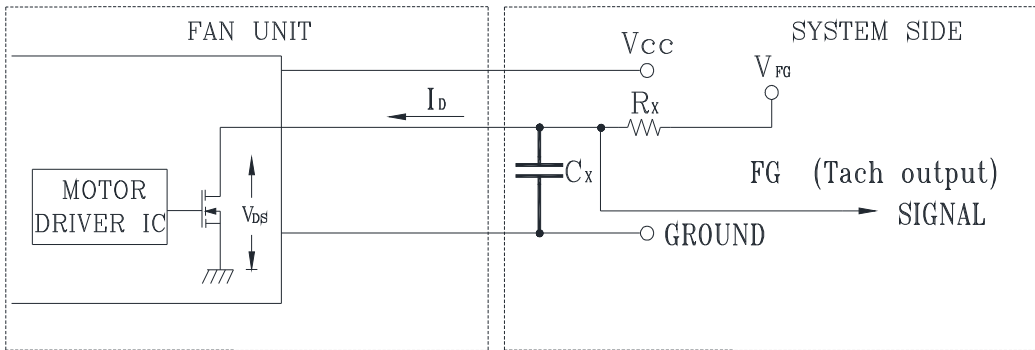 FAN UNIT
SYSTEM SIDE
Vcc
VFG
ID
RX
CX
MOTOR
DRIVER IC
VDS
FG (Tach output)
SIGNAL
GROUND